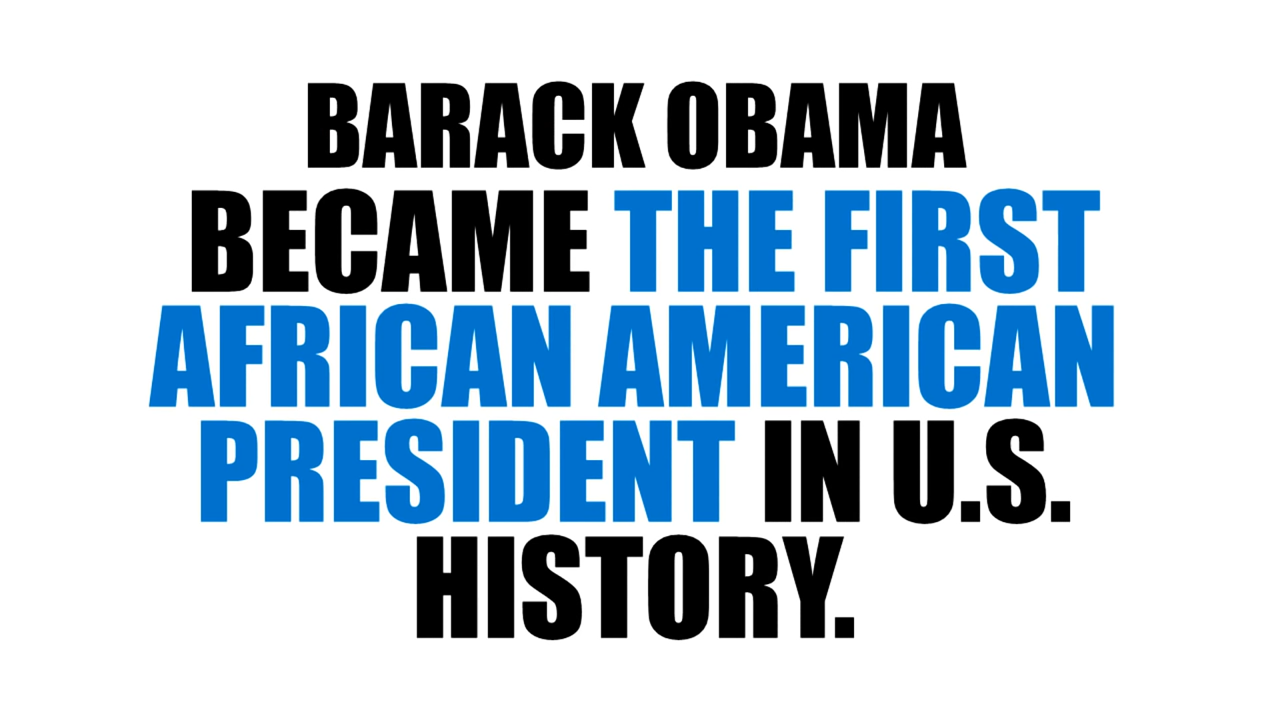 BARACK OBAMA
BECAME THE FIRST
AFRICAN AMERICAN
PRESIDENT IN U.S.
HISTORY.